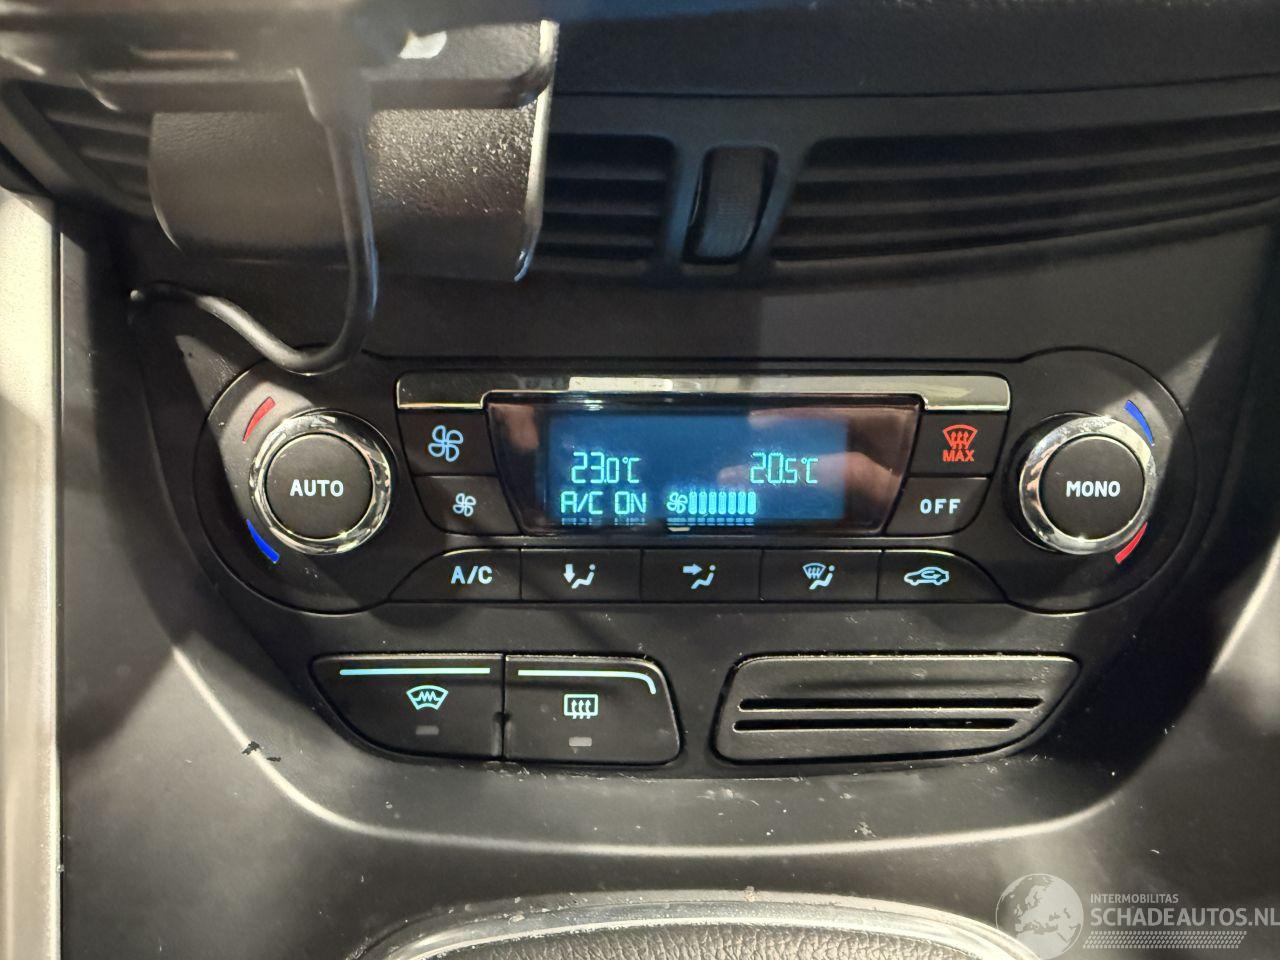 MAX
23.0°C 20.5°C
A/C ON
AUTO
MONO
OFF
A/C
INTERMOBILITAS
SCHADEAUTOS.NL